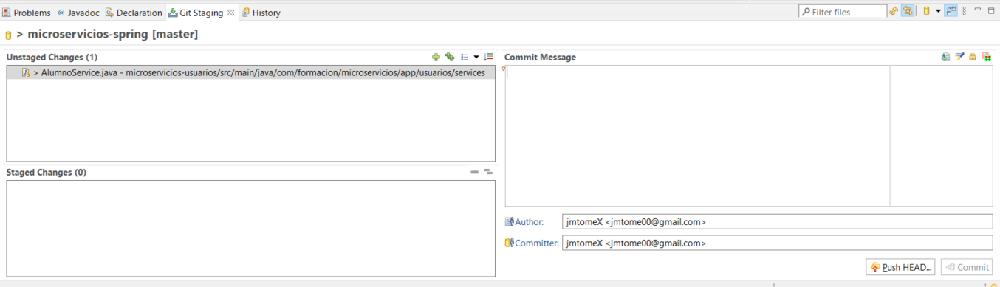 Problems @ Javadoc Declaration Git Staging History Filter files
> microservicios-spring [master]
Unstaged Changes (1)
> AlumnoService.java - microservicios-usuarios/src/main/java/com/formacion/microservicios/app/usuarios/services
Staged Changes (0)
Commit Message
Author: jmtomeX <jmtome00@gmail.com>
Committer: jmtomeX <jmtome00@gmail.com>
Push HEAD... Commit